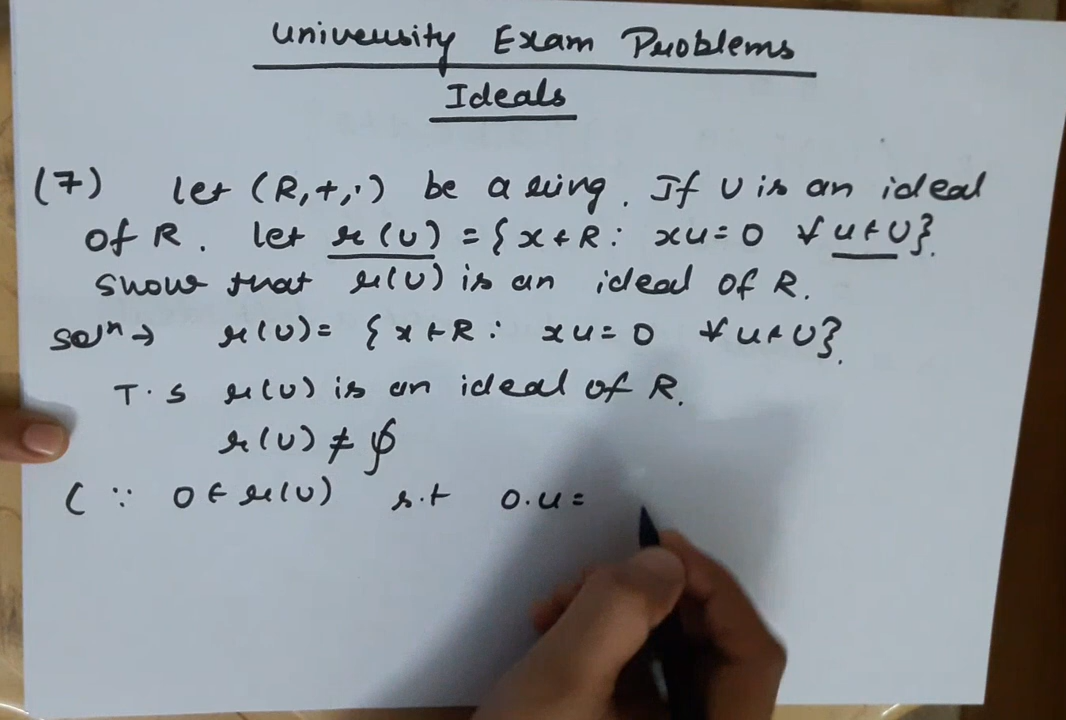 University Exam Problems
Ideals
(7) let (R,+,·) be a ring. If U is an ideal
of R. let r(U) = {x ∈ R : xu = 0 ∀ u ∈ U}.
Show that r(U) is an ideal of R.
Solⁿ → r(U) = {x ∈ R : xu = 0 ∀ u ∈ U}.
T.S r(U) is an ideal of R.
r(U) ≠ ϕ
( ∵ 0 ∈ r(U) s.t 0.u =